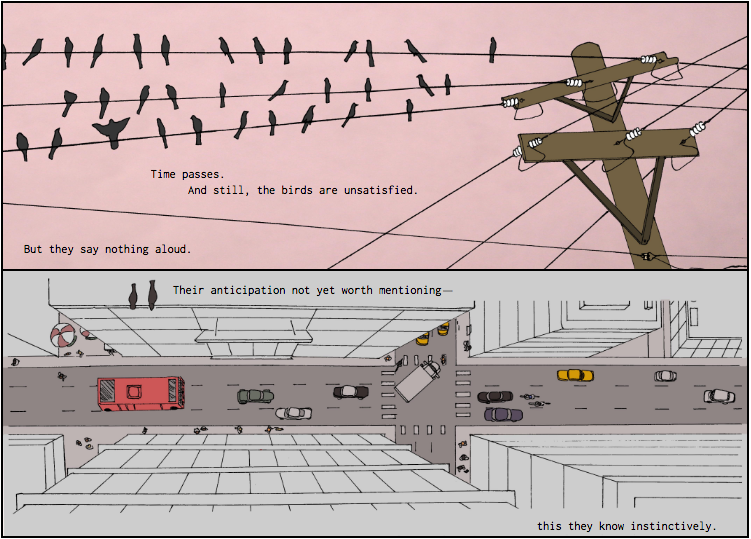 Time passes.
And still, the birds are unsatisfied.
But they say nothing aloud.
Their anticipation not yet worth mentioning—
this they know instinctively.